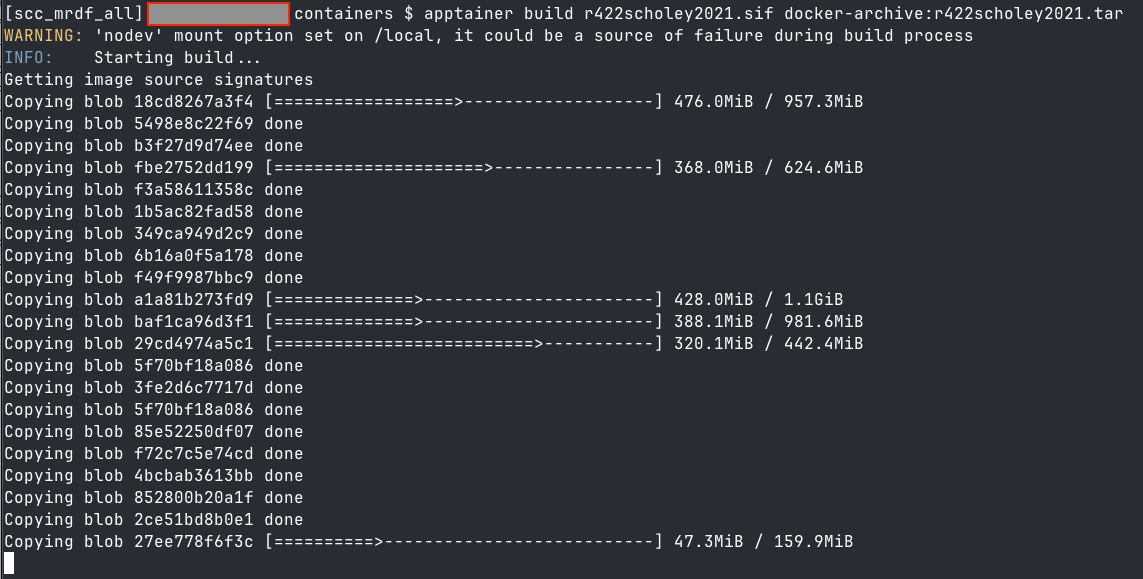 [scc_mrdf_all] containers $ apptainer build r422scholey2021.sif docker-archive:r422scholey2021.tar
WARNING: 'nodev' mount option set on /local, it could be a source of failure during build process
INFO:    Starting build...
Getting image source signatures
Copying blob 18cd8267a3f4 [==================>-------------------] 476.0MiB / 957.3MiB
Copying blob 5498e8c22f69 done
Copying blob b3f27d9d74ee done
Copying blob fbe2752dd199 [=====================>----------------] 368.0MiB / 624.6MiB
Copying blob f3a58611358c done
Copying blob 1b5ac82fad58 done
Copying blob 349ca949d2c9 done
Copying blob 6b16a0f5a178 done
Copying blob f49f9987bbc9 done
Copying blob a1a81b273fd9 [==============>-----------------------] 428.0MiB / 1.1GiB
Copying blob baf1ca96d3f1 [==============>-----------------------] 388.1MiB / 981.6MiB
Copying blob 29cd4974a5c1 [==========================>-----------] 320.1MiB / 442.4MiB
Copying blob 5f70bf18a086 done
Copying blob 3fe2d6c7717d done
Copying blob 5f70bf18a086 done
Copying blob 85e52250df07 done
Copying blob f72c7c5e74cd done
Copying blob 4bcbab3613bb done
Copying blob 852800b20a1f done
Copying blob 2ce51bd8b0e1 done
Copying blob 27ee778f6f3c [==========>---------------------------] 47.3MiB / 159.9MiB